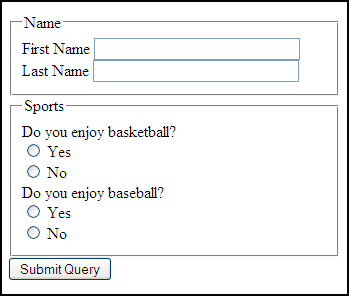 Name
First Name
Last Name
Sports
Do you enjoy basketball?
Yes
No
Do you enjoy baseball?
Yes
No
Submit Query